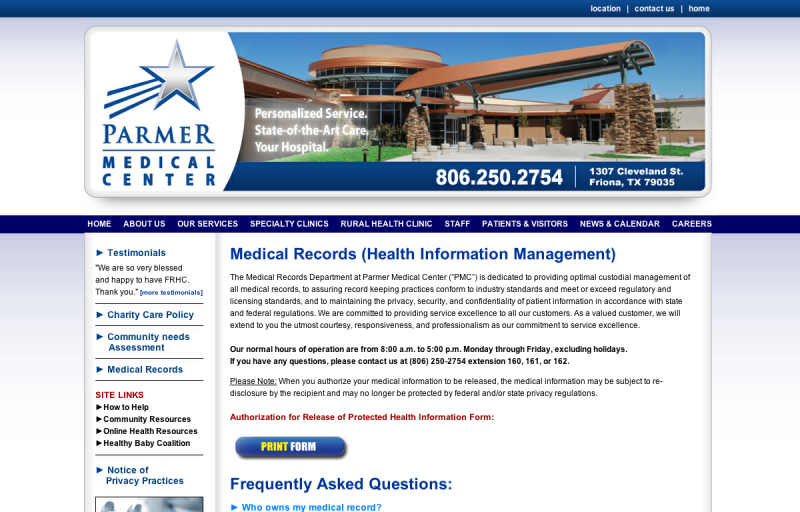 location | contact us | home
PARMER
MEDICAL
CENTER
Personalized Service.
State-of-the-Art Care.
Your Hospital.
806.250.2754
1307 Cleveland St.
Friona, TX 79035
HOME ABOUT US OUR SERVICES SPECIALTY CLINICS RURAL HEALTH CLINIC STAFF PATIENTS & VISITORS NEWS & CALENDAR CAREERS
► Testimonials
"We are so very blessed
and happy to have FRHC.
Thank you." [more testimonials]
► Charity Care Policy
► Community needs
Assessment
► Medical Records
SITE LINKS
►How to Help
►Community Resources
►Online Health Resources
►Healthy Baby Coalition
► Notice of
Privacy Practices
Medical Records (Health Information Management)
The Medical Records Department at Parmer Medical Center ("PMC") is dedicated to providing optimal custodial management of
all medical records, to assuring record keeping practices conform to industry standards and meet or exceed regulatory and
licensing standards, and to maintaining the privacy, security, and confidentiality of patient information in accordance with state
and federal regulations. We are committed to providing service excellence to all our customers. As a valued customer, we will
extend to you the utmost courtesy, responsiveness, and professionalism as our commitment to service excellence.
Our normal hours of operation are from 8:00 a.m. to 5:00 p.m. Monday through Friday, excluding holidays.
If you have any questions, please contact us at (806) 250-2754 extension 160, 161, or 162.
Please Note: When you authorize your medical information to be released, the medical information may be subject to re-
disclosure by the recipient and may no longer be protected by federal and/or state privacy regulations.
Authorization for Release of Protected Health Information Form:
PRINT FORM
Frequently Asked Questions:
► Who owns my medical record?